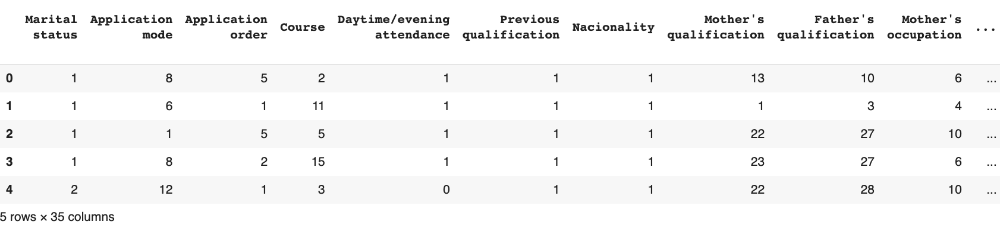 Marital status Application mode Application order Course Daytime/evening attendance Previous qualification Nacionality Mother's qualification Father's qualification Mother's occupation ...
0 1 8 5 2 1 1 1 13 10 6 ...
1 1 6 1 11 1 1 1 1 3 4 ...
2 1 1 5 5 1 1 1 22 27 10 ...
3 1 8 2 15 1 1 1 23 27 6 ...
4 2 12 1 3 0 1 1 22 28 10 ...
5 rows × 35 columns